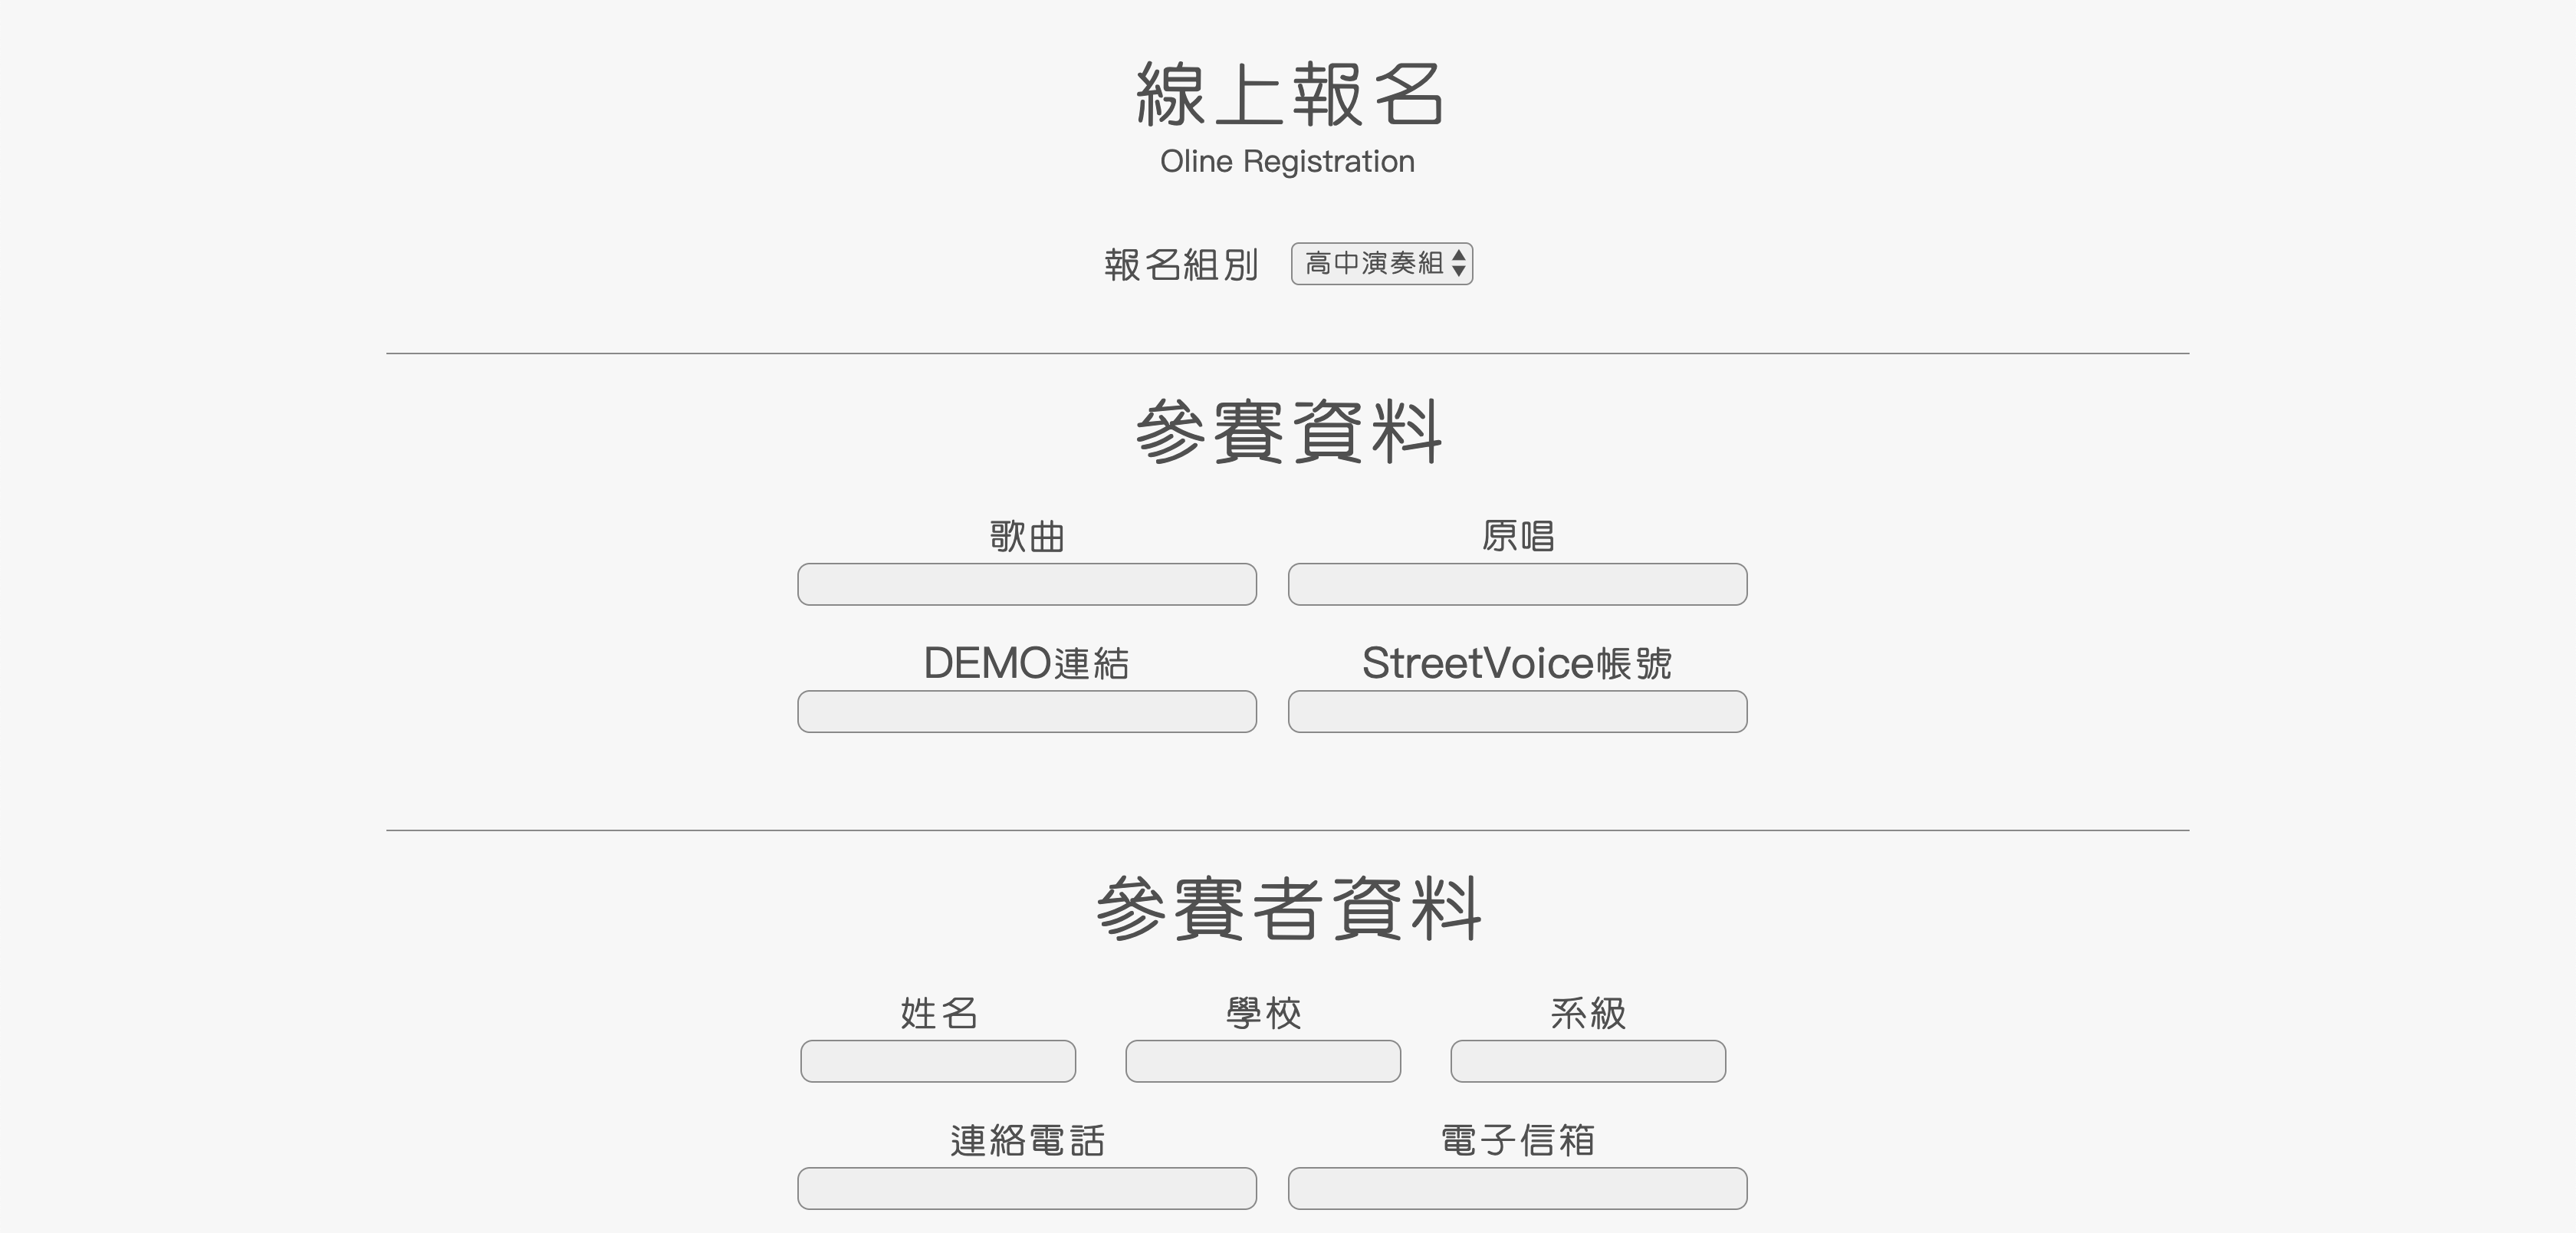 線上報名
Oline Registration
報名組別 高中演奏組
參賽資料
歌曲 原唱
DEMO連結 StreetVoice帳號
參賽者資料
姓名 學校 系級
連絡電話 電子信箱